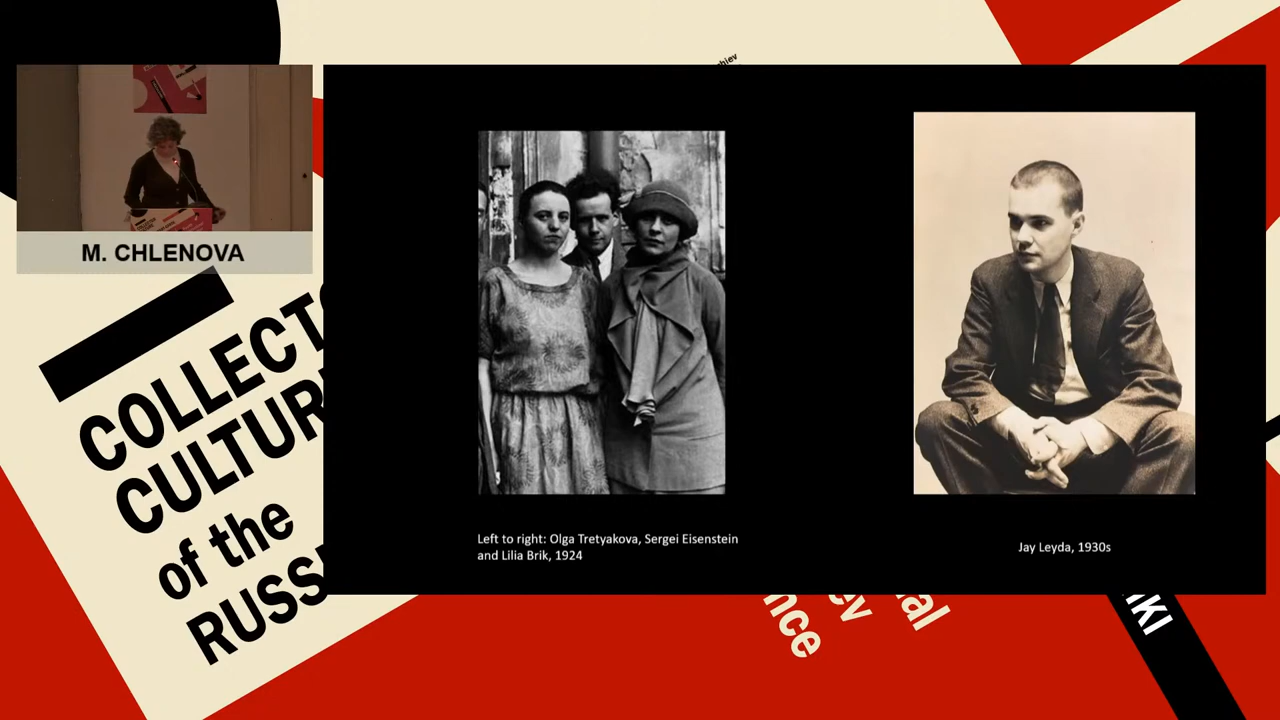 M. CHLENOVA
COLLECT
CULTUR
of the
RUSS
Left to right: Olga Tretyakova, Sergei Eisenstein
and Lilia Brik, 1924
Jay Leyda, 1930s